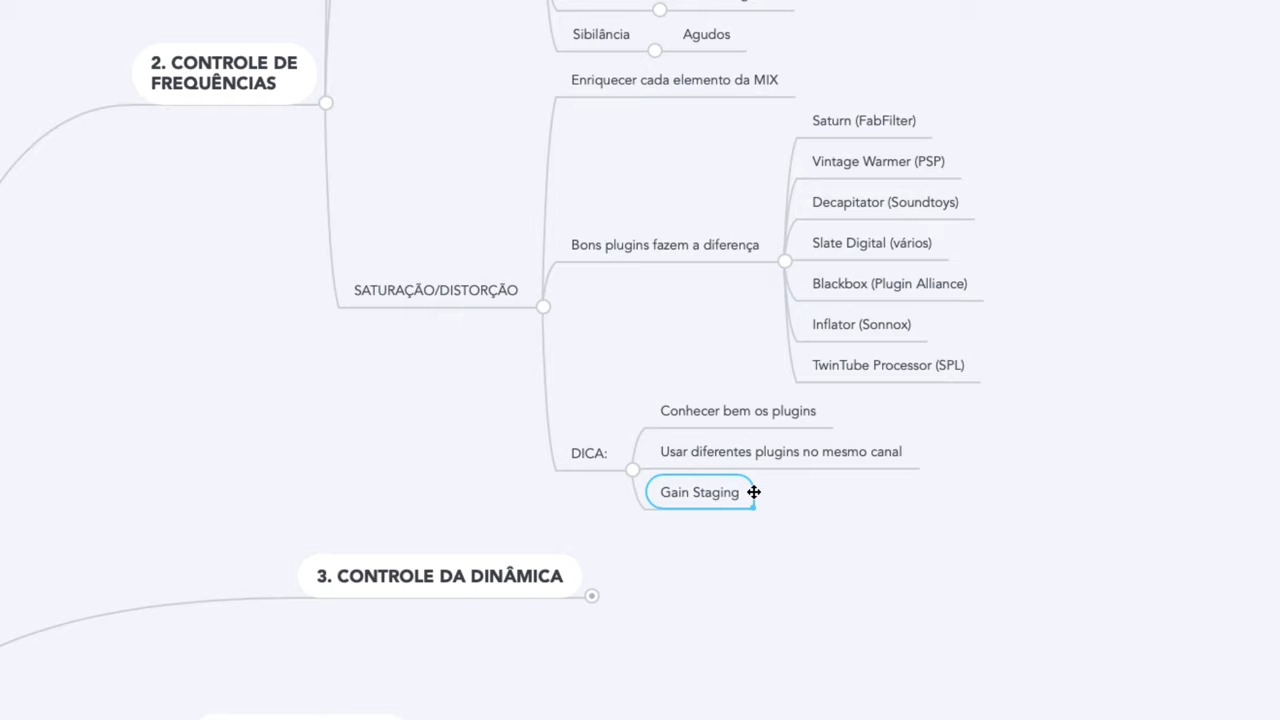 Sibilância
Agudos
2. CONTROLE DE
FREQUÊNCIAS
Enriquecer cada elemento da MIX
Saturn (FabFilter)
Vintage Warmer (PSP)
Decapitator (Soundtoys)
Bons plugins fazem a diferença
Slate Digital (vários)
Blackbox (Plugin Alliance)
SATURAÇÃO/DISTORÇÃO
Inflator (Sonnox)
TwinTube Processor (SPL)
Conhecer bem os plugins
DICA:
Usar diferentes plugins no mesmo canal
Gain Staging
3. CONTROLE DA DINÂMICA